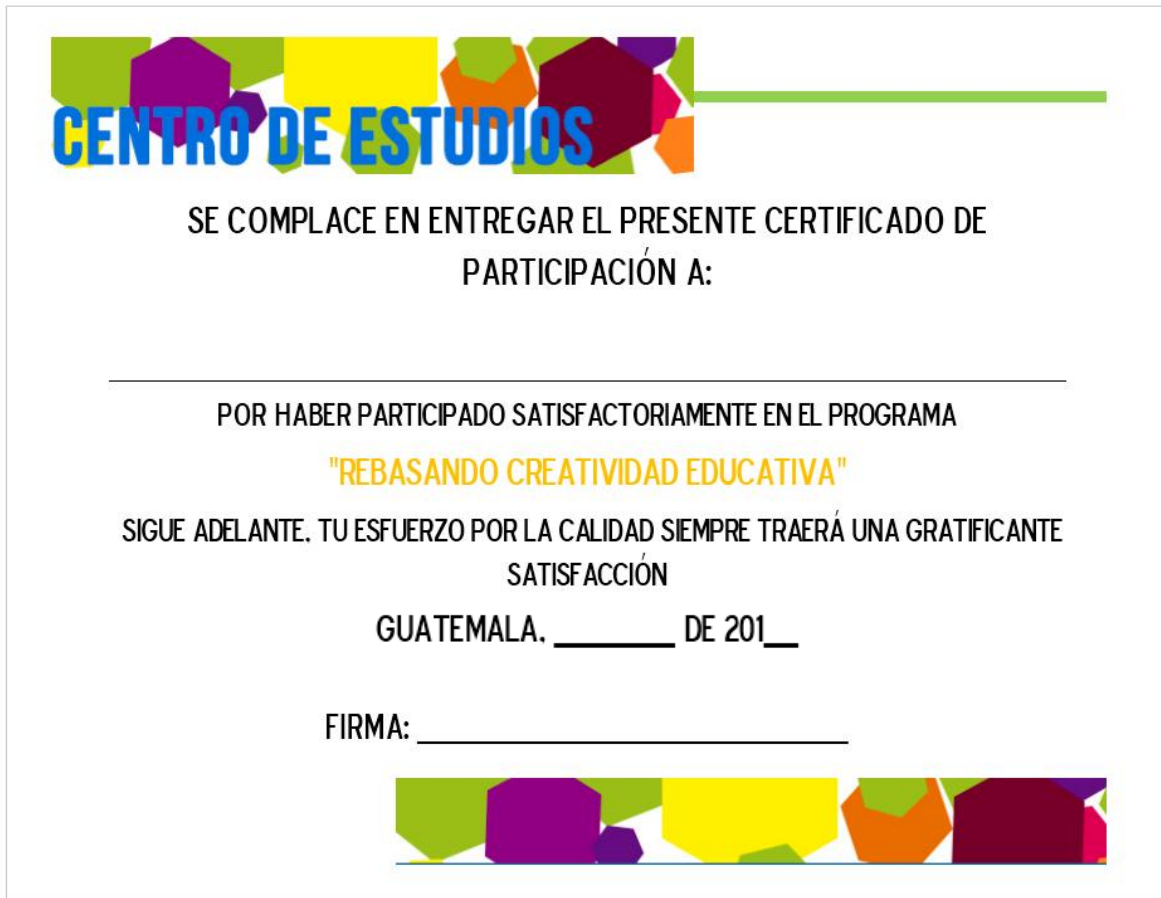 CENTRO DE ESTUDIOS
SE COMPLACE EN ENTREGAR EL PRESENTE CERTIFICADO DE
PARTICIPACIÓN A:
POR HABER PARTICIPADO SATISFACTORIAMENTE EN EL PROGRAMA
"REBASANDO CREATIVIDAD EDUCATIVA"
SIGUE ADELANTE, TU ESFUERZO POR LA CALIDAD SIEMPRE TRAERÁ UNA GRATIFICANTE
SATISFACCIÓN
GUATEMALA, ________ DE 201__
FIRMA: ____________________________